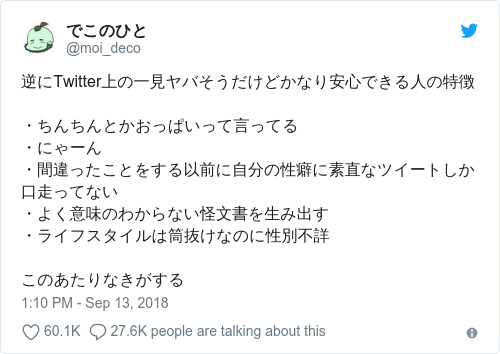 でこのひと
@moi_deco
逆にTwitter上の一見ヤバそうだけどかなり安心できる人の特徴
・ちんちんとかおっぱいって言ってる
・にゃーん
・間違ったことをする以前に自分の性癖に素直なツイートしか
口走ってない
・よく意味のわからない怪文書を生み出す
・ライフスタイルは筒抜けなのに性別不詳
このあたりなきがする
1:10 PM - Sep 13, 2018
60.1K 27.6K people are talking about this